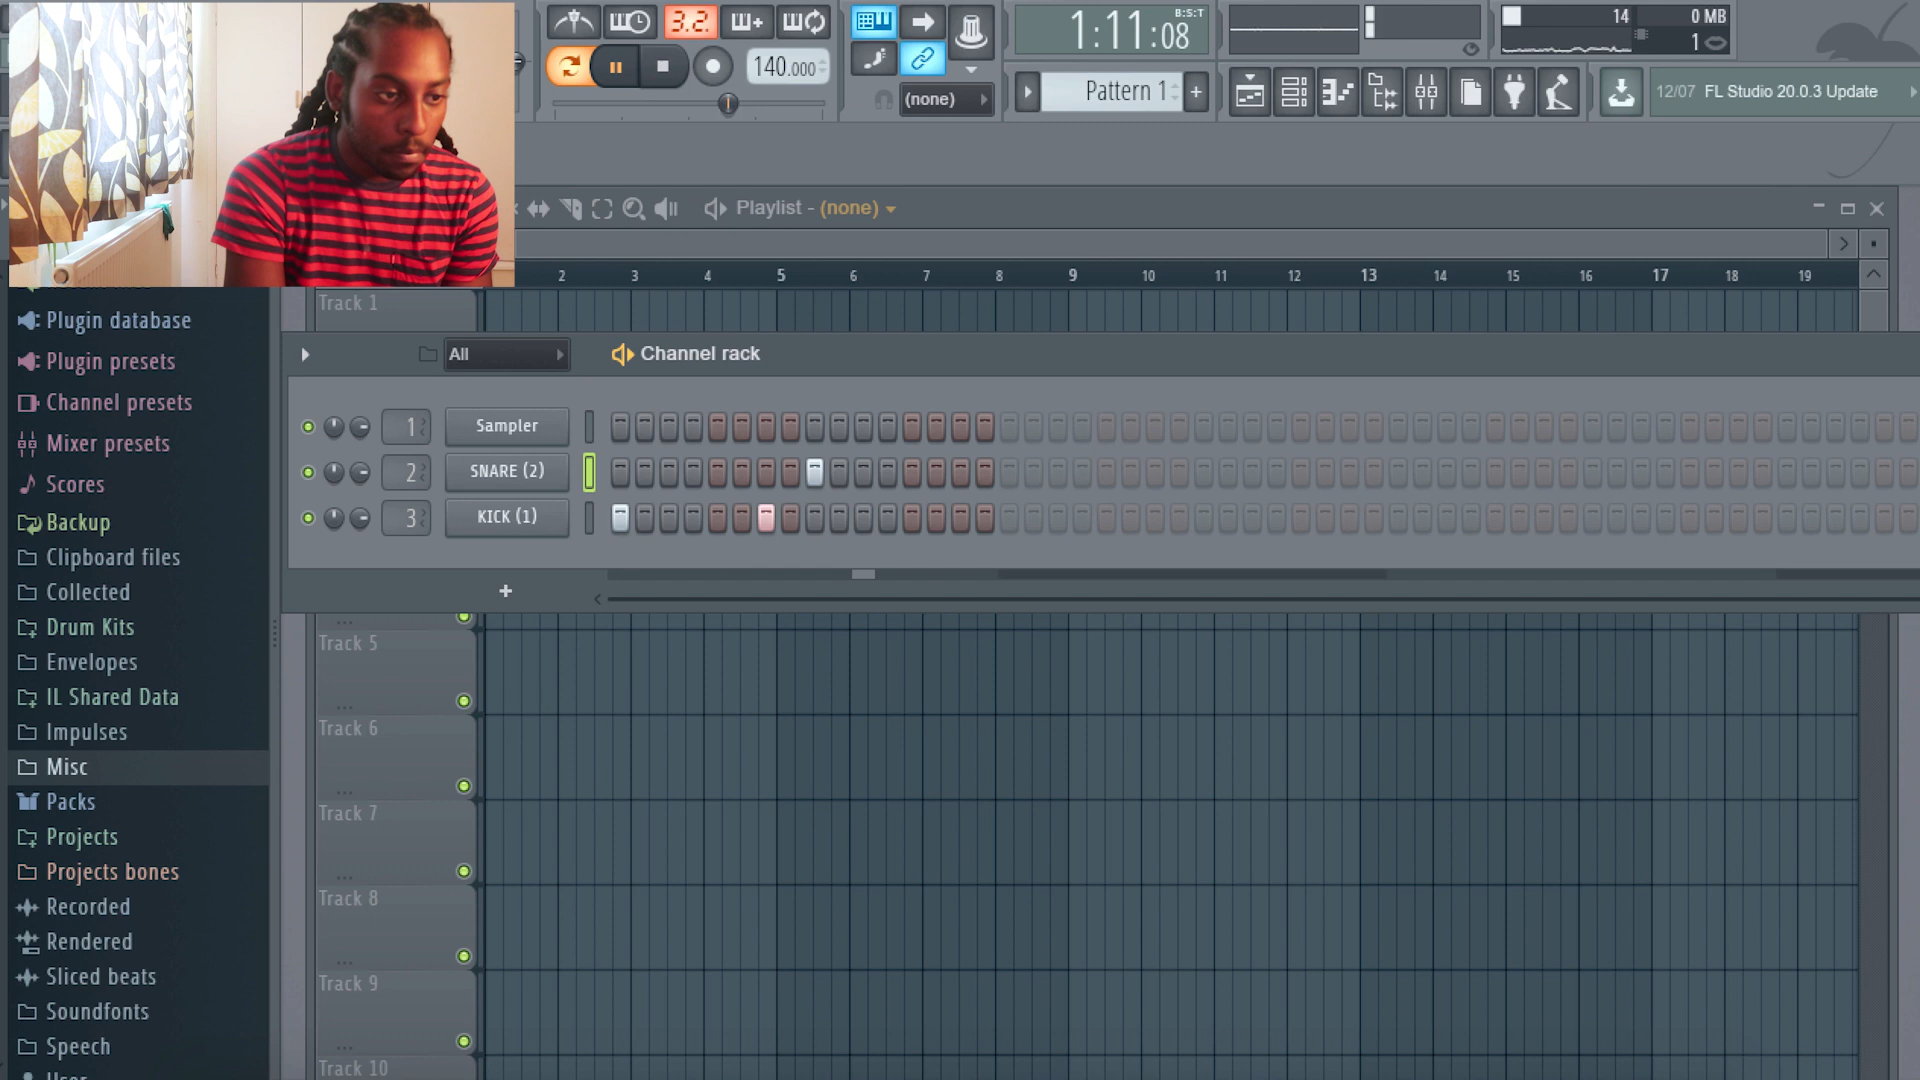 3.2.
B:S:T
1:11:08
14
0 MB
1
140.000
(none)
Pattern 1
+
12/07 FL Studio 20.0.3 Update
Playlist - (none)
2 3 4 5 6 7 8 9 10 11 12 13 14 15 16 17 18 19
Track 1
Plugin database
Plugin presets
Channel presets
Mixer presets
Scores
Backup
Clipboard files
Collected
Drum Kits
Envelopes
IL Shared Data
Impulses
Misc
Packs
Projects
Projects bones
Recorded
Rendered
Sliced beats
Soundfonts
Speech
All
Channel rack
1 Sampler
2 SNARE (2)
3 KICK (1)
+
Track 5
Track 6
Track 7
Track 8
Track 9
Track 10